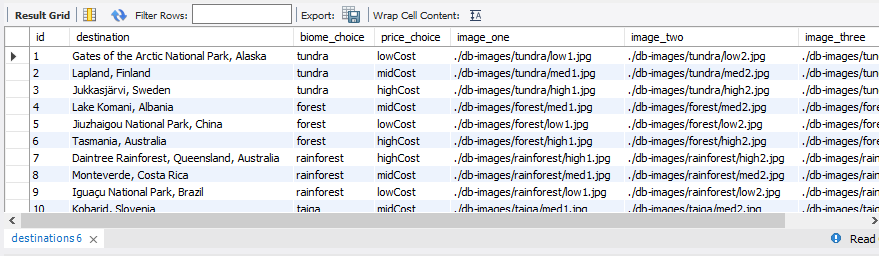 Result Grid Filter Rows: Export: Wrap Cell Content:
id destination biome_choice price_choice image_one image_two image_three
1 Gates of the Arctic National Park, Alaska tundra lowCost ./db-images/tundra/low1.jpg ./db-images/tundra/low2.jpg ./db-images/tun
2 Lapland, Finland tundra midCost ./db-images/tundra/med1.jpg ./db-images/tundra/med2.jpg ./db-images/tun
3 Jukkasjärvi, Sweden tundra highCost ./db-images/tundra/high1.jpg ./db-images/tundra/high2.jpg ./db-images/tun
4 Lake Komani, Albania forest midCost ./db-images/forest/med1.jpg ./db-images/forest/med2.jpg ./db-images/fore
5 Jiuzhaigou National Park, China forest lowCost ./db-images/forest/low1.jpg ./db-images/forest/low2.jpg ./db-images/fore
6 Tasmania, Australia forest highCost ./db-images/forest/high1.jpg ./db-images/forest/high2.jpg ./db-images/fore
7 Daintree Rainforest, Queensland, Australia rainforest highCost ./db-images/rainforest/high1.jpg ./db-images/rainforest/high2.jpg ./db-images/rain
8 Monteverde, Costa Rica rainforest midCost ./db-images/rainforest/med1.jpg ./db-images/rainforest/med2.jpg ./db-images/rain
9 Iguaçu National Park, Brazil rainforest lowCost ./db-images/rainforest/low1.jpg ./db-images/rainforest/low2.jpg ./db-images/rain
10 Kobarid, Slovenia taiga midCost ./db-images/taiga/med1.jpg ./db-images/taiga/med2.jpg
destinations6 Read